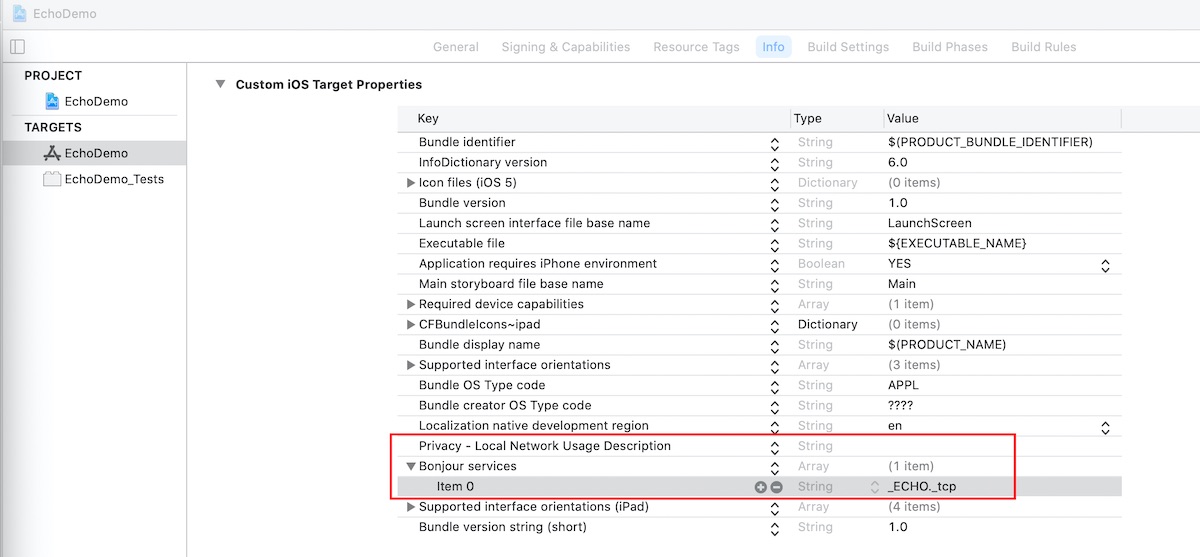 EchoDemo
General Signing & Capabilities Resource Tags Info Build Settings Build Phases Build Rules
PROJECT
EchoDemo
TARGETS
EchoDemo
EchoDemo_Tests
Custom iOS Target Properties
Key Type Value
Bundle identifier String $(PRODUCT_BUNDLE_IDENTIFIER)
InfoDictionary version String 6.0
Icon files (iOS 5) Dictionary (0 items)
Bundle version String 1.0
Launch screen interface file base name String LaunchScreen
Executable file String ${EXECUTABLE_NAME}
Application requires iPhone environment Boolean YES
Main storyboard file base name String Main
Required device capabilities Array (1 item)
CFBundleIcons~ipad Dictionary (0 items)
Bundle display name String $(PRODUCT_NAME)
Supported interface orientations Array (3 items)
Bundle OS Type code String APPL
Bundle creator OS Type code String ????
Localization native development region String en
Privacy - Local Network Usage Description String
Bonjour services Array (1 item)
Item 0 String _ECHO._tcp
Supported interface orientations (iPad) Array (4 items)
Bundle version string (short) String 1.0